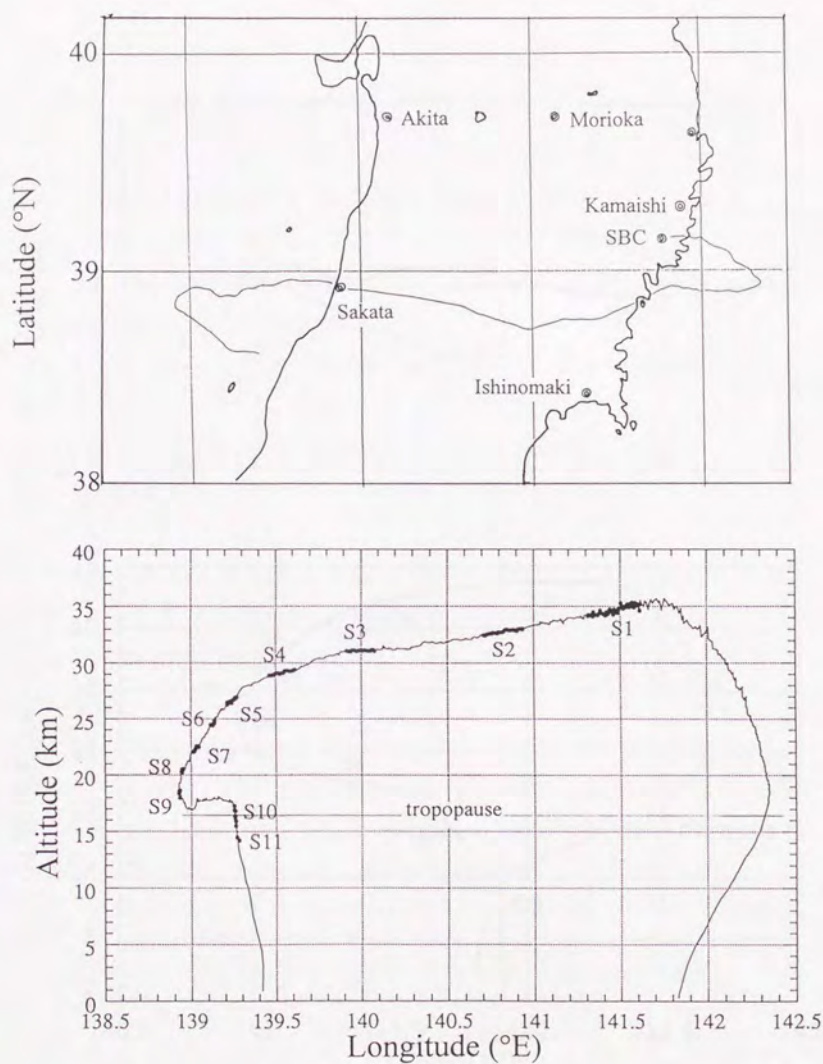 40
Akita
Morioka
Kamaishi
SBC
39
Sakata
Ishinomaki
38
Latitude (°N)
40
35
30
25
20
15
10
5
0
Altitude (km)
S1
S2
S3
S4
S5
S6
S7
S8
S9
S10
S11
tropopause
138.5
139
139.5
140
140.5
141
141.5
142
142.5
Longitude (°E)